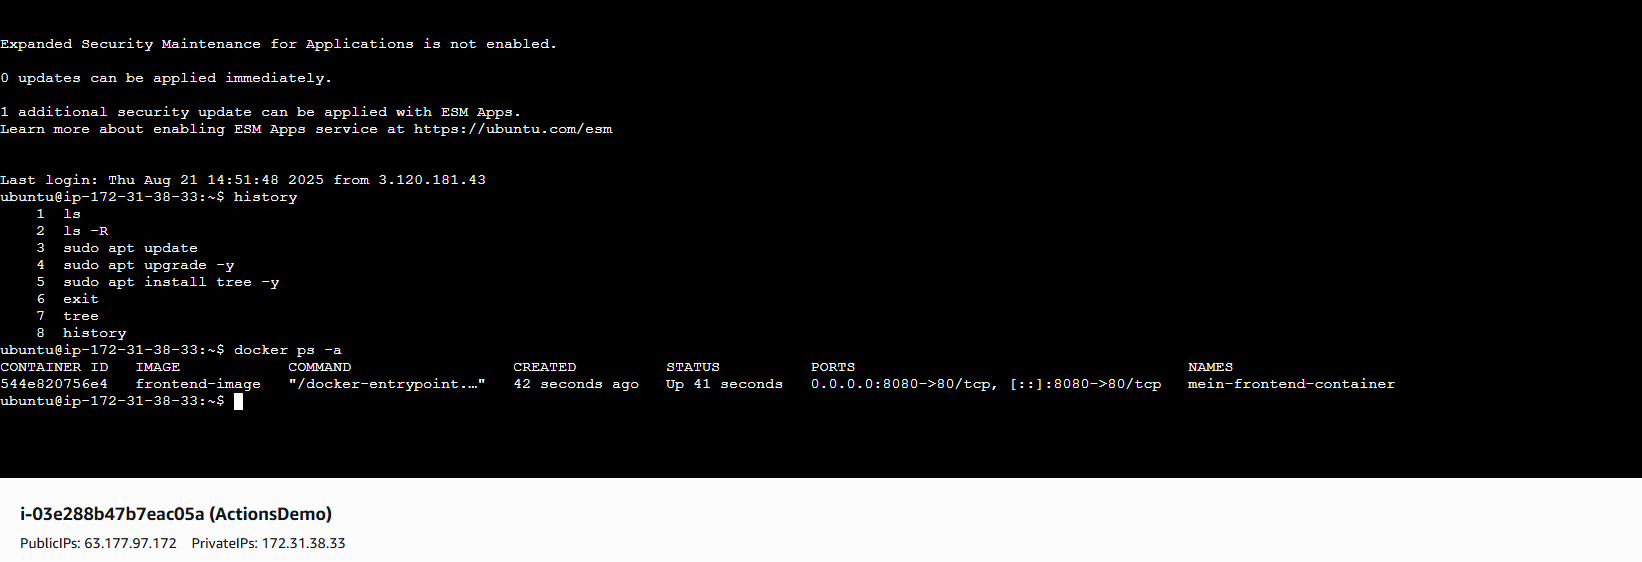 Expanded Security Maintenance for Applications is not enabled.
0 updates can be applied immediately.
1 additional security update can be applied with ESM Apps.
Learn more about enabling ESM Apps service at https://ubuntu.com/esm
Last login: Thu Aug 21 14:51:48 2025 from 3.120.181.43
ubuntu@ip-172-31-38-33:~$ history
    1  ls
    2  ls -R
    3  sudo apt update
    4  sudo apt upgrade -y
    5  sudo apt install tree -y
    6  exit
    7  tree
    8  history
ubuntu@ip-172-31-38-33:~$ docker ps -a
CONTAINER ID   IMAGE            COMMAND                  CREATED          STATUS          PORTS                                     NAMES
544e820756e4   frontend-image   "/docker-entrypoint.…"   42 seconds ago   Up 41 seconds   0.0.0.0:8080->80/tcp, [::]:8080->80/tcp   mein-frontend-container
ubuntu@ip-172-31-38-33:~$
i-03e288b47b7eac05a (ActionsDemo)
PublicIPs: 63.177.97.172    PrivateIPs: 172.31.38.33